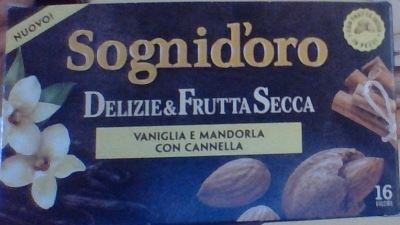 NUOVO!
Sognid'oro
DELIZIE & FRUTTA SECCA
VANIGLIA E MANDORLA
CON CANNELLA
16